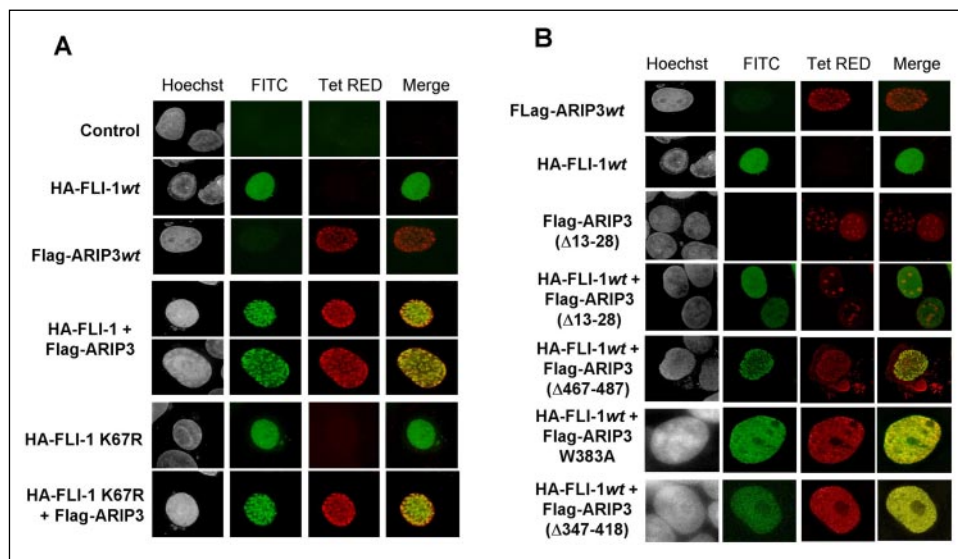 A
Hoechst FITC Tet RED Merge
Control
HA-FLI-1wt
Flag-ARIP3wt
HA-FLI-1 +
Flag-ARIP3
HA-FLI-1 K67R
HA-FLI-1 K67R
+ Flag-ARIP3
B
Hoechst FITC Tet RED Merge
FLag-ARIP3wt
HA-FLI-1wt
Flag-ARIP3
(Δ13-28)
HA-FLI-1wt +
Flag-ARIP3
(Δ13-28)
HA-FLI-1wt +
Flag-ARIP3
(Δ467-487)
HA-FLI-1wt +
Flag-ARIP3
W383A
HA-FLI-1wt +
Flag-ARIP3
(Δ347-418)